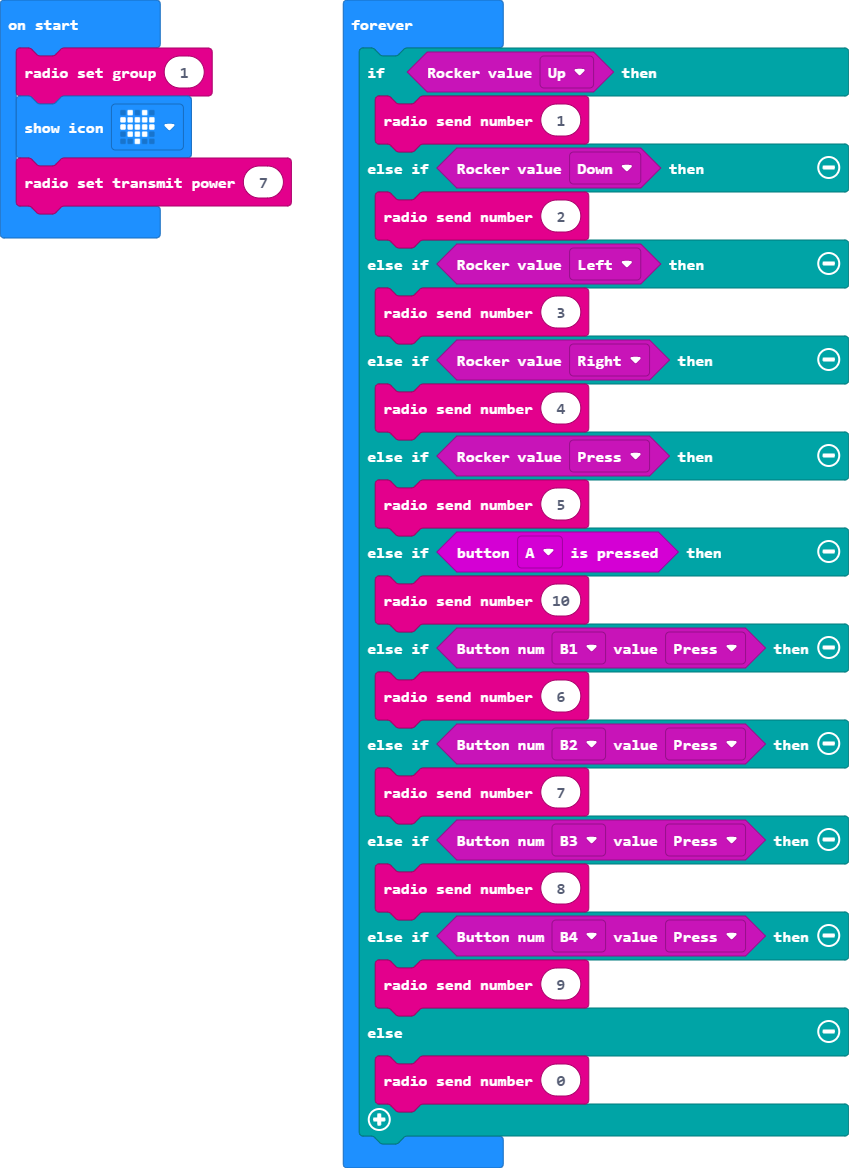 on start
radio set group 1
show icon
radio set transmit power 7
forever
if Rocker value Up then
radio send number 1
else if Rocker value Down then
radio send number 2
else if Rocker value Left then
radio send number 3
else if Rocker value Right then
radio send number 4
else if Rocker value Press then
radio send number 5
else if button A is pressed then
radio send number 10
else if Button num B1 value Press then
radio send number 6
else if Button num B2 value Press then
radio send number 7
else if Button num B3 value Press then
radio send number 8
else if Button num B4 value Press then
radio send number 9
else
radio send number 0